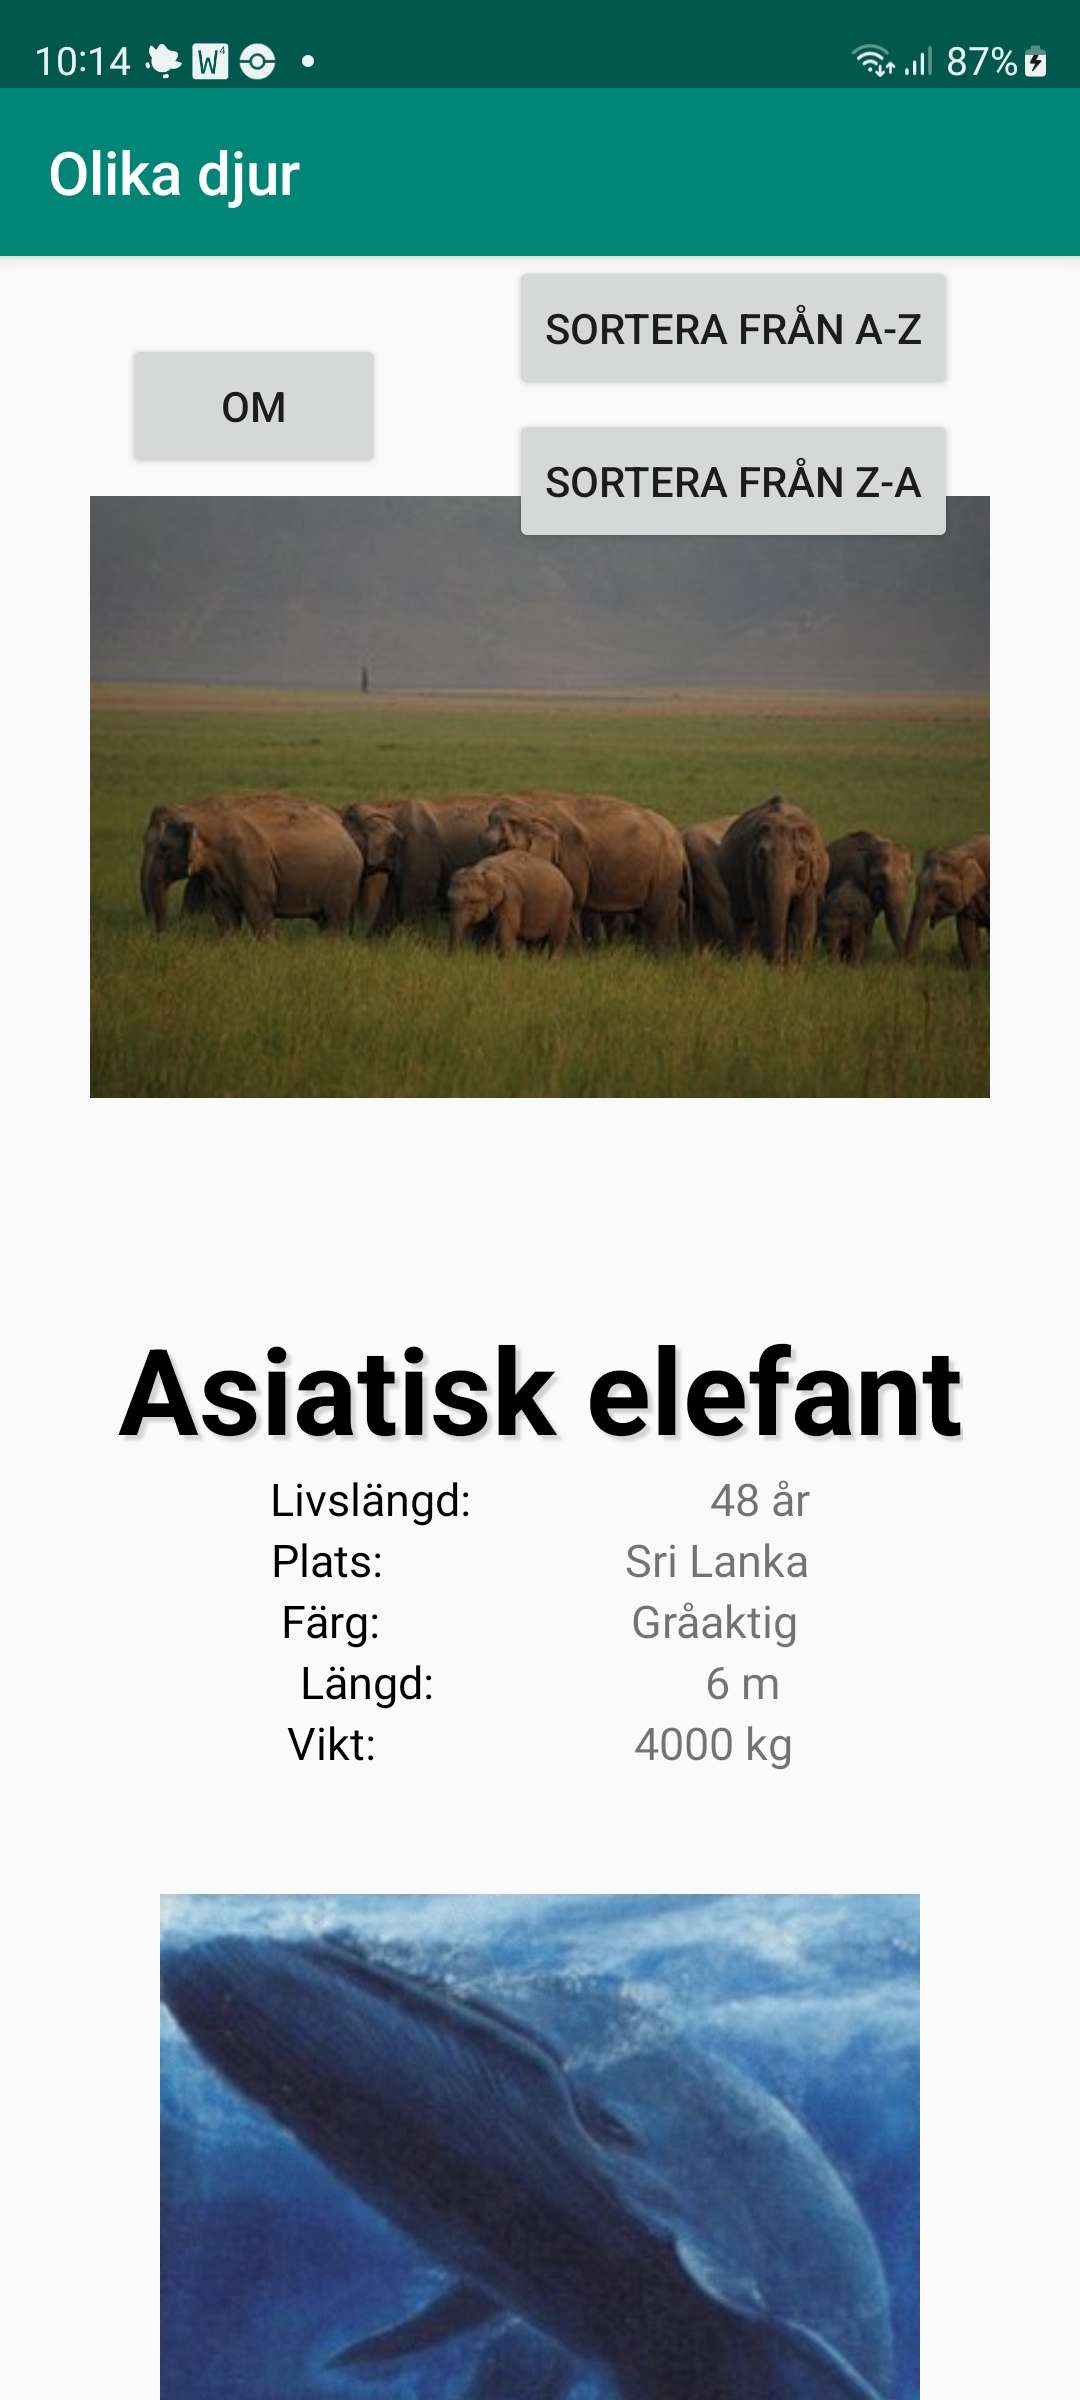 10:14 87%
Olika djur
SORTERA FRÅN A-Z
OM
SORTERA FRÅN Z-A
Asiatisk elefant
Livslängd: 48 år
Plats: Sri Lanka
Färg: Gråaktig
Längd: 6 m
Vikt: 4000 kg